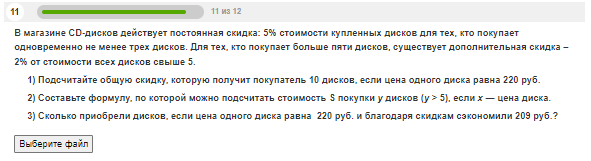 11
11 из 12
В магазине CD-дисков действует постоянная скидка: 5% стоимости купленных дисков для тех, кто покупает
одновременно не менее трех дисков. Для тех, кто покупает больше пяти дисков, существует дополнительная скидка –
2% от стоимости всех дисков свыше 5.
1) Подсчитайте общую скидку, которую получит покупатель 10 дисков, если цена одного диска равна 220 руб.
2) Составьте формулу, по которой можно подсчитать стоимость S покупки y дисков (y > 5), если x — цена диска.
3) Сколько приобрели дисков, если цена одного диска равна 220 руб. и благодаря скидкам сэкономили 209 руб.?
Выберите файл